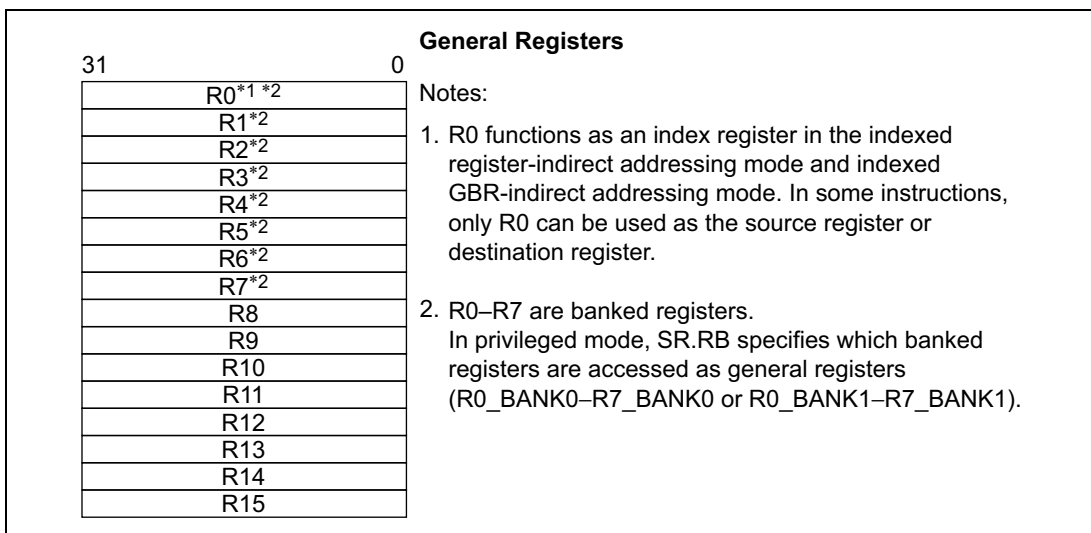 General Registers
31 0
R0*1 *2
R1*2
R2*2
R3*2
R4*2
R5*2
R6*2
R7*2
R8
R9
R10
R11
R12
R13
R14
R15
Notes:
1. R0 functions as an index register in the indexed
register-indirect addressing mode and indexed
GBR-indirect addressing mode. In some instructions,
only R0 can be used as the source register or
destination register.
2. R0–R7 are banked registers.
In privileged mode, SR.RB specifies which banked
registers are accessed as general registers
(R0_BANK0–R7_BANK0 or R0_BANK1–R7_BANK1).